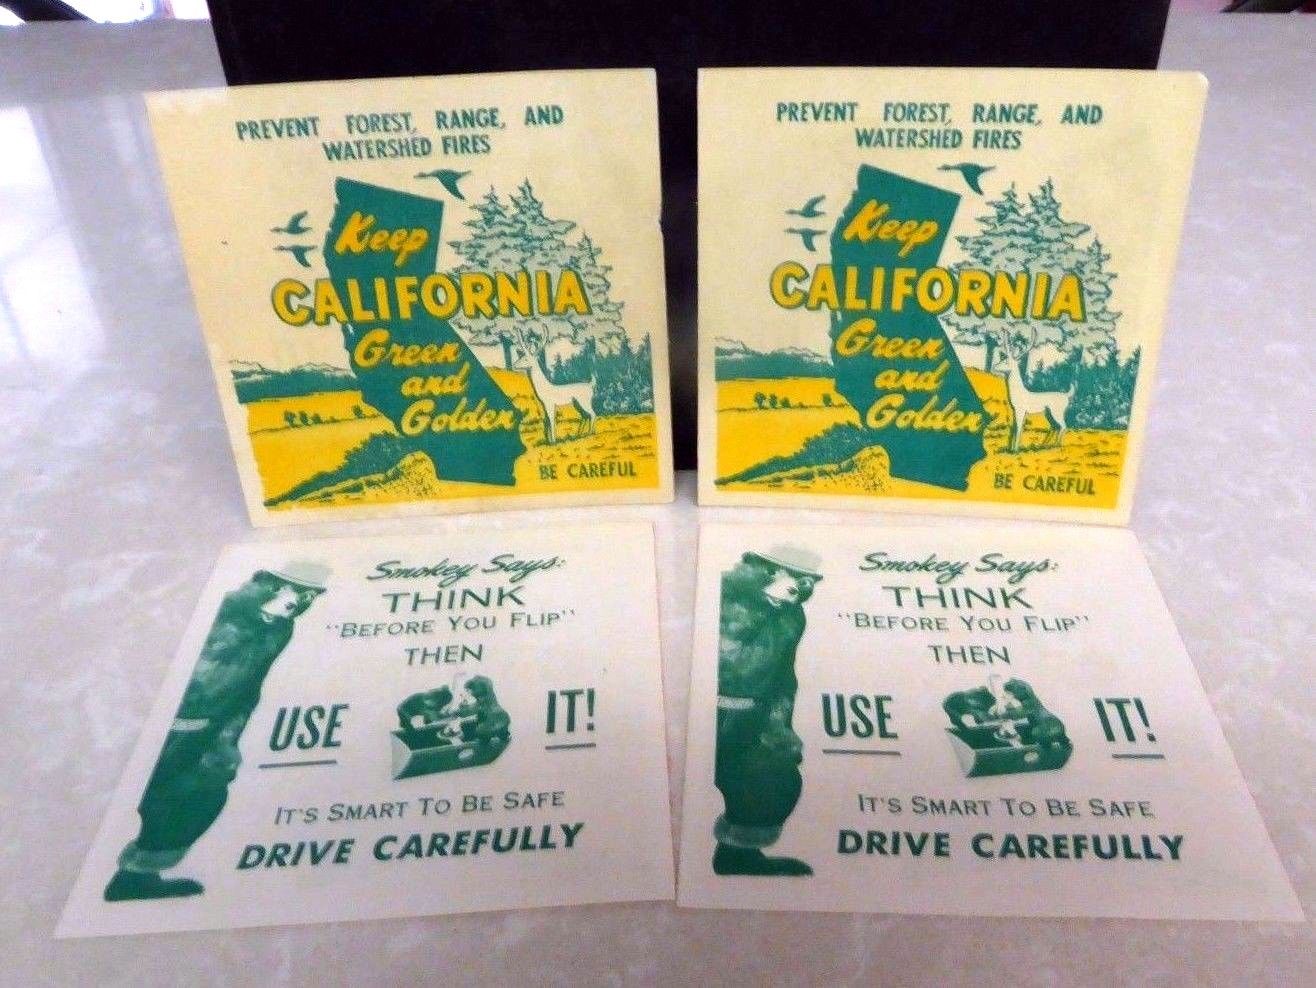 PREVENT FOREST, RANGE, AND
WATERSHED FIRES
Keep
CALIFORNIA
Green
and
Golden
BE CAREFUL
PREVENT FOREST, RANGE, AND
WATERSHED FIRES
Keep
CALIFORNIA
Green
and
Golden
BE CAREFUL
Smokey Says:
THINK
"BEFORE YOU FLIP"
THEN
USE IT!
IT'S SMART TO BE SAFE
DRIVE CAREFULLY
Smokey Says:
THINK
"BEFORE YOU FLIP"
THEN
USE IT!
IT'S SMART TO BE SAFE
DRIVE CAREFULLY